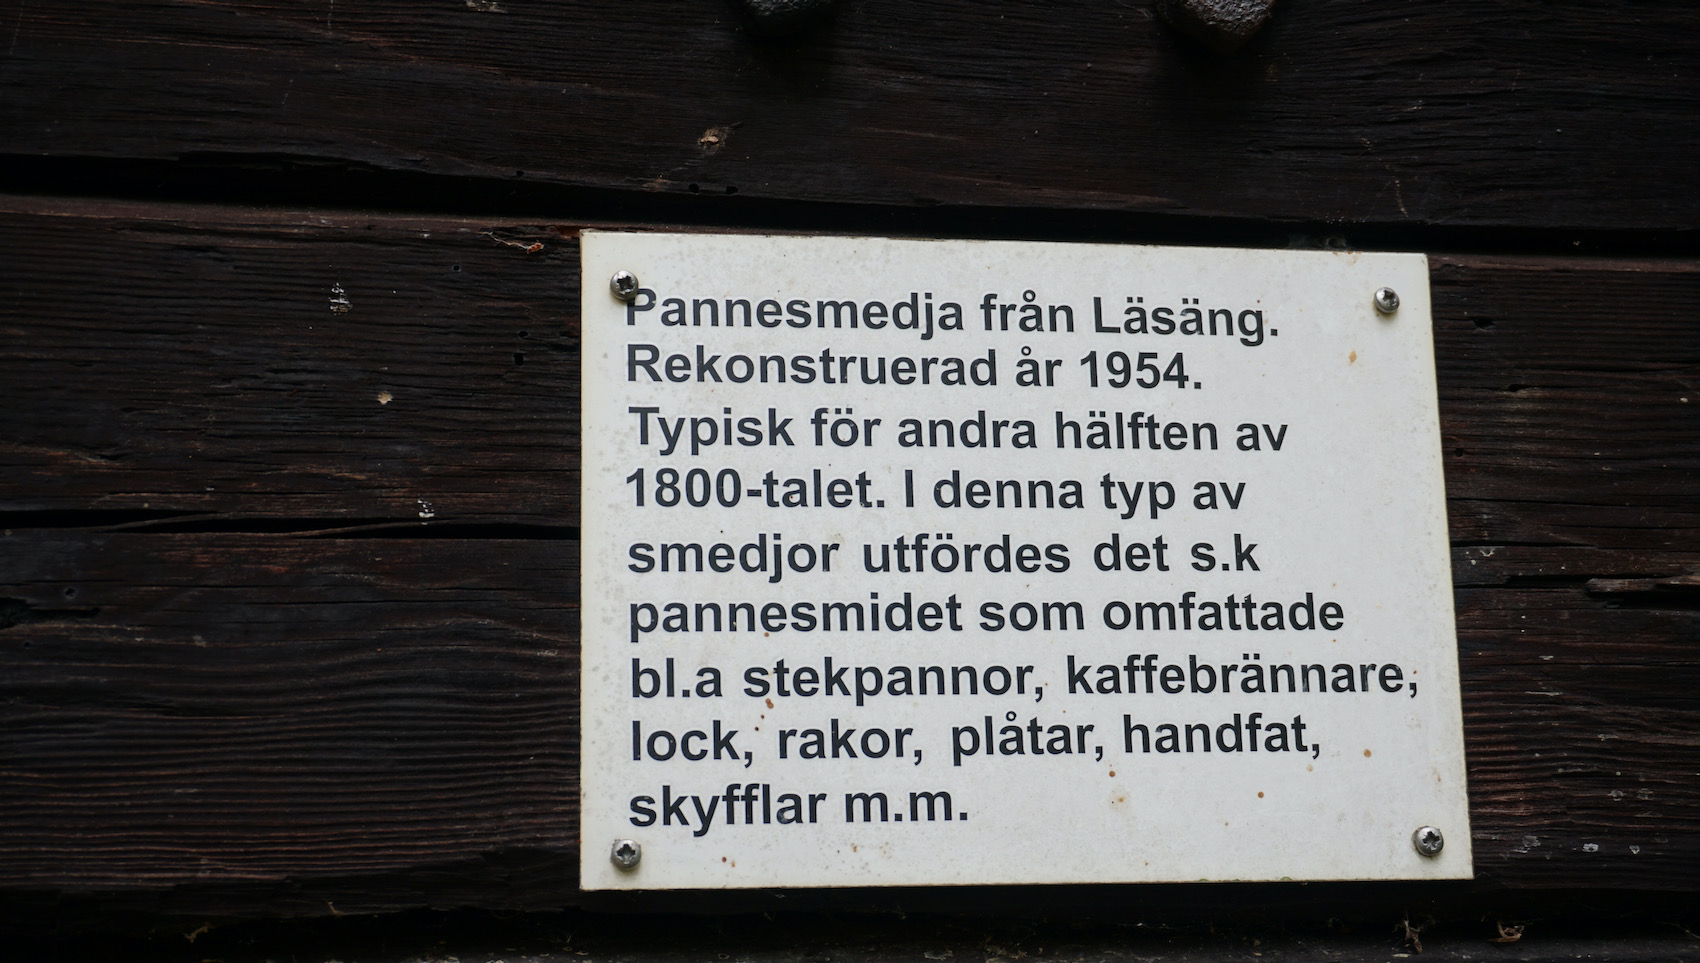 Pannesmedja från Läsäng.
Rekonstruerad år 1954.
Typisk för andra hälften av
1800-talet. I denna typ av
smedjor utfördes det s.k
pannesmidet som omfattade
bl.a stekpannor, kaffebrännare,
lock, rakor, plåtar, handfat,
skyfflar m.m.